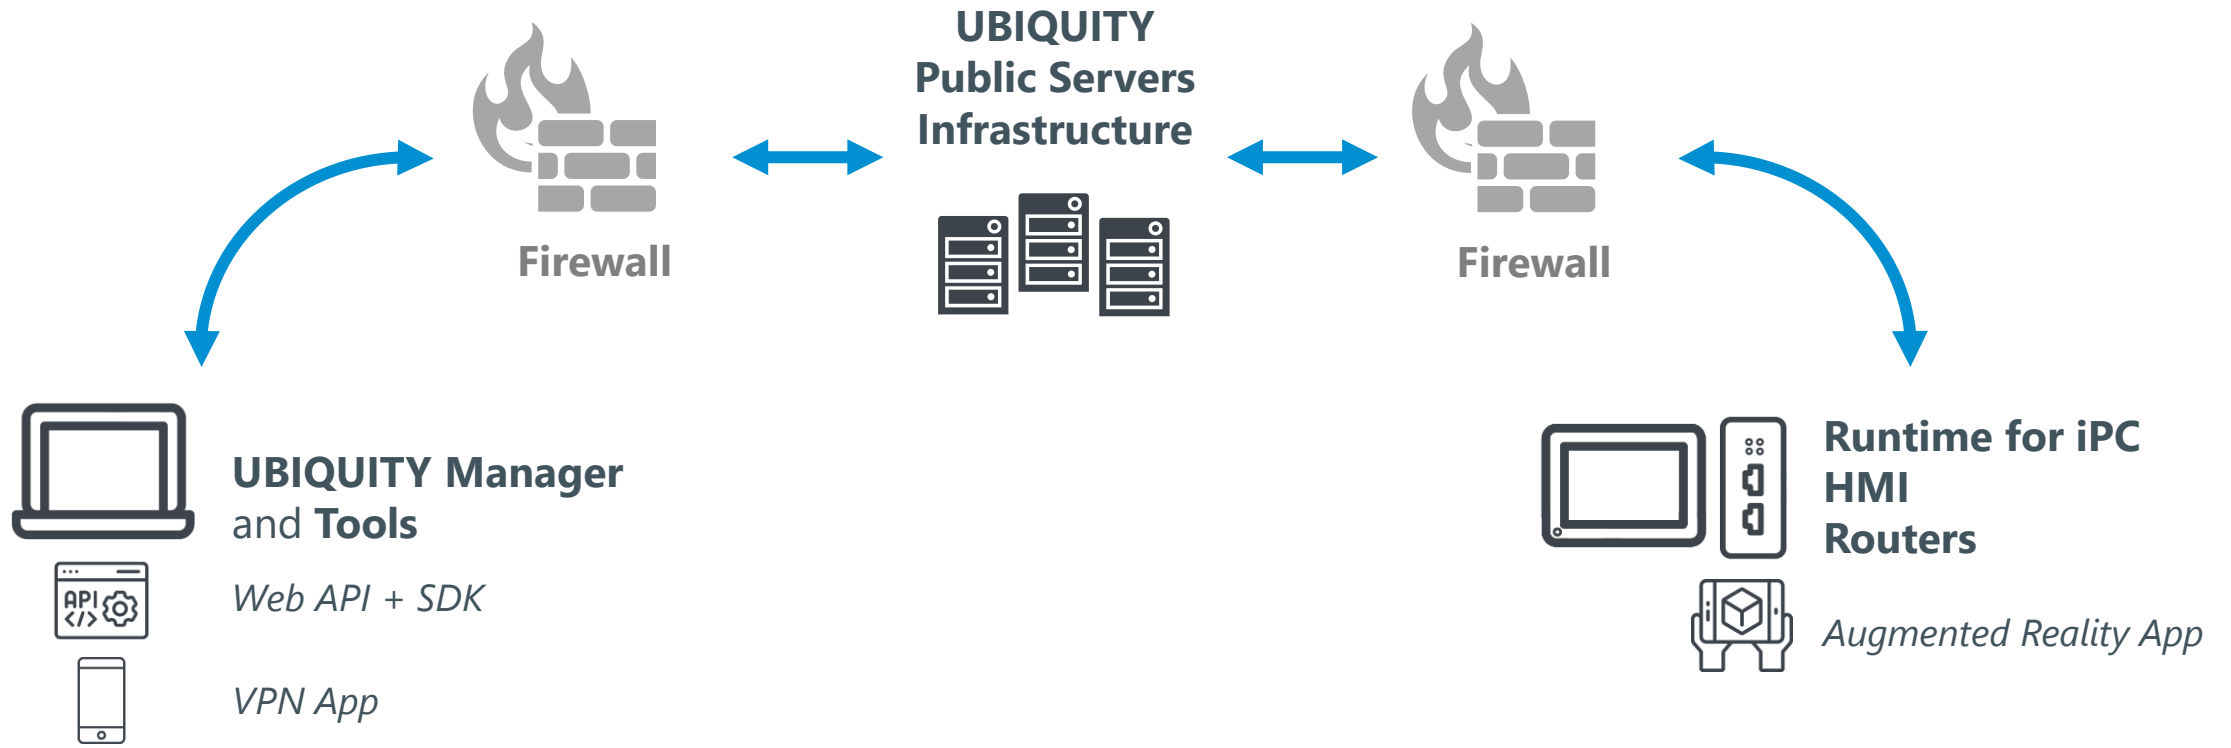 UBIQUITY
Public Servers
Infrastructure
Firewall
Firewall
UBIQUITY Manager
and Tools
API
</>
Web API + SDK
VPN App
Runtime for iPC
HMI
Routers
Augmented Reality App